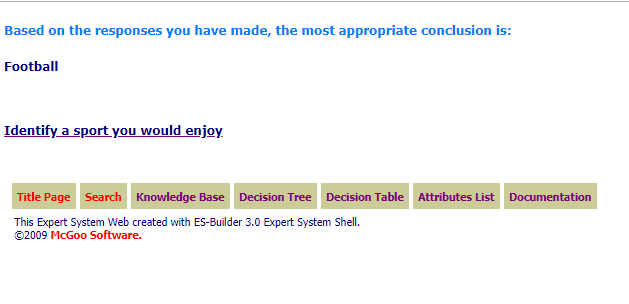 Based on the responses you have made, the most appropriate conclusion is:
Football
Identify a sport you would enjoy
Title Page Search Knowledge Base Decision Tree Decision Table Attributes List Documentation
This Expert System Web created with ES-Builder 3.0 Expert System Shell.
©2009 McGoo Software.